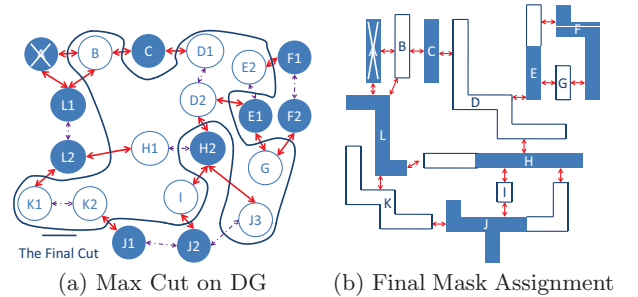 (a)
A
B
C
D1
E2
F1
L1
D2
E1
F2
L2
H1
H2
G
K1
K2
I
J3
J1
J2
The Final Cut
(a) Max Cut on DG
(b)
A
B
C
F
E
G
D
L
H
I
K
J
(b) Final Mask Assignment